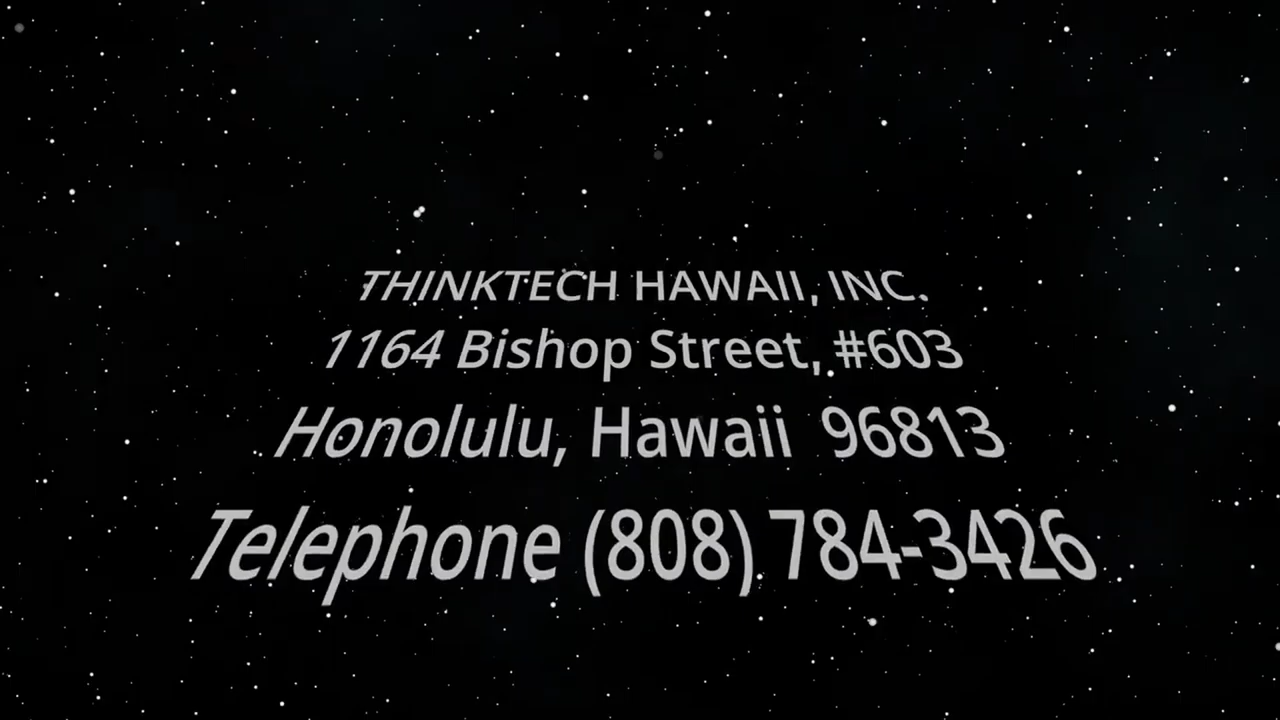 THINKTECH HAWAII, INC.
1164 Bishop Street, #603
Honolulu, Hawaii 96813
Telephone (808) 784-3426